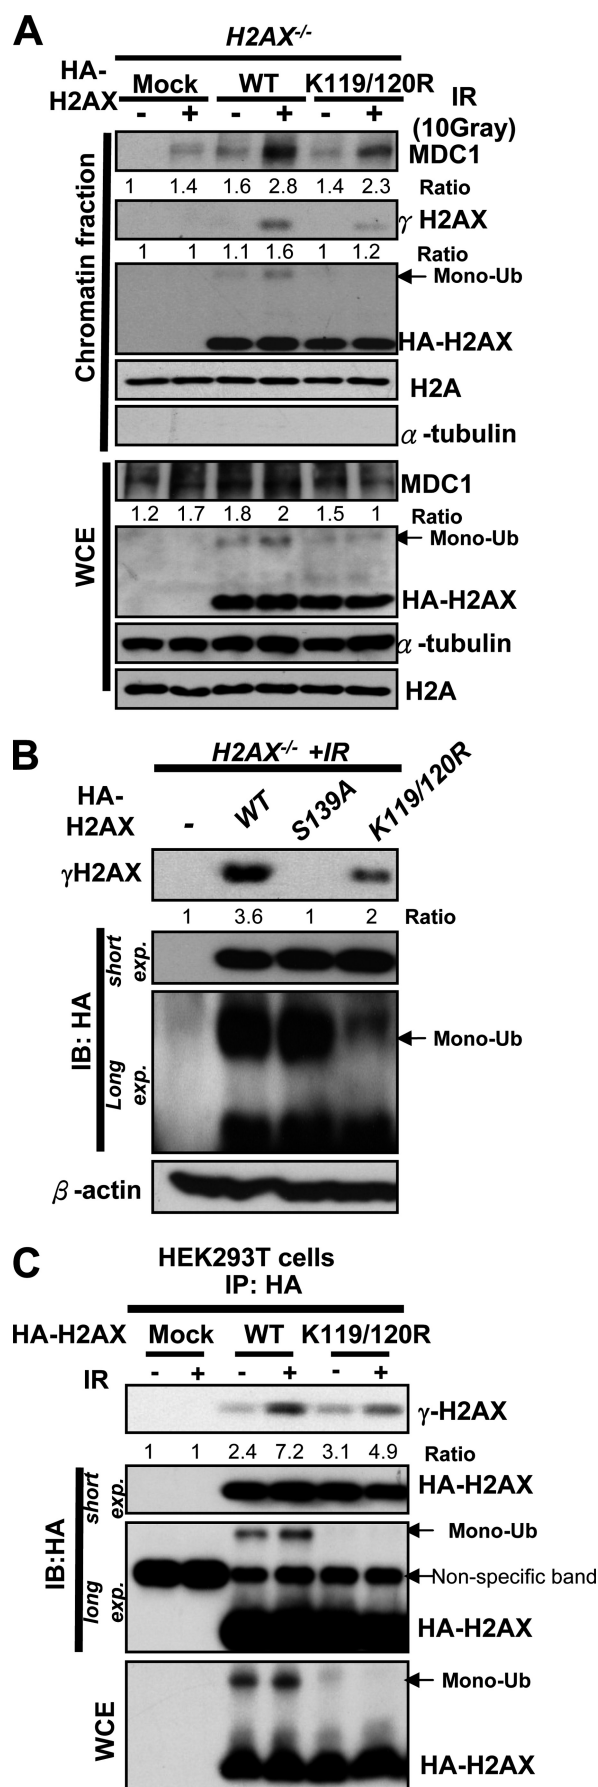 A
H2AX-/-
HA-
H2AX
Mock WT K119/120R
- + - + - +
IR
(10Gray)
Chromatin fraction
MDC1
1 1.4 1.6 2.8 1.4 2.3 Ratio
γ H2AX
1 1 1.1 1.6 1 1.2 Ratio
Mono-Ub
HA-H2AX
H2A
α-tubulin
WCE
MDC1
1.2 1.7 1.8 2 1.5 1 Ratio
Mono-Ub
HA-H2AX
α-tubulin
H2A
B
H2AX-/- +IR
HA-
H2AX
- WT S139A K119/120R
γH2AX
1 3.6 1 2 Ratio
IB: HA
short
exp.
Long
exp.
Mono-Ub
β-actin
C
HEK293T cells
IP: HA
HA-H2AX Mock WT K119/120R
IR - + - + - +
γ-H2AX
1 1 2.4 7.2 3.1 4.9 Ratio
IB:HA
short
exp.
HA-H2AX
long
exp.
Mono-Ub
Non-specific band
HA-H2AX
WCE
Mono-Ub
HA-H2AX